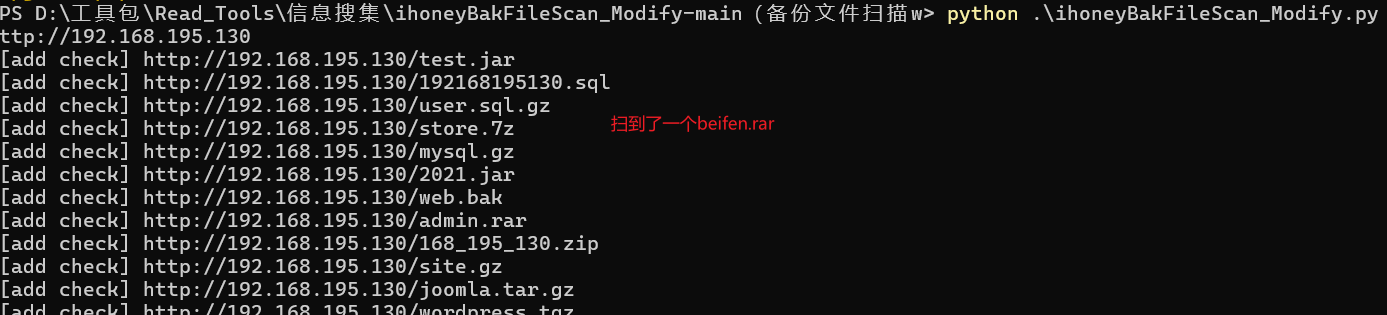 PS D:\工具包\Read_Tools\信息搜集\ihoneyBakFileScan_Modify-main (备份文件扫描w> python .\ihoneyBakFileScan_Modify.py
ttp://192.168.195.130
[add check] http://192.168.195.130/test.jar
[add check] http://192.168.195.130/192168195130.sql
[add check] http://192.168.195.130/user.sql.gz
扫到了一个beifen.rar
[add check] http://192.168.195.130/store.7z
[add check] http://192.168.195.130/mysql.gz
[add check] http://192.168.195.130/2021.jar
[add check] http://192.168.195.130/web.bak
[add check] http://192.168.195.130/admin.rar
[add check] http://192.168.195.130/168_195_130.zip
[add check] http://192.168.195.130/site.gz
[add check] http://192.168.195.130/joomla.tar.gz
[add check] http://192.168.195.130/wordpress.tgz